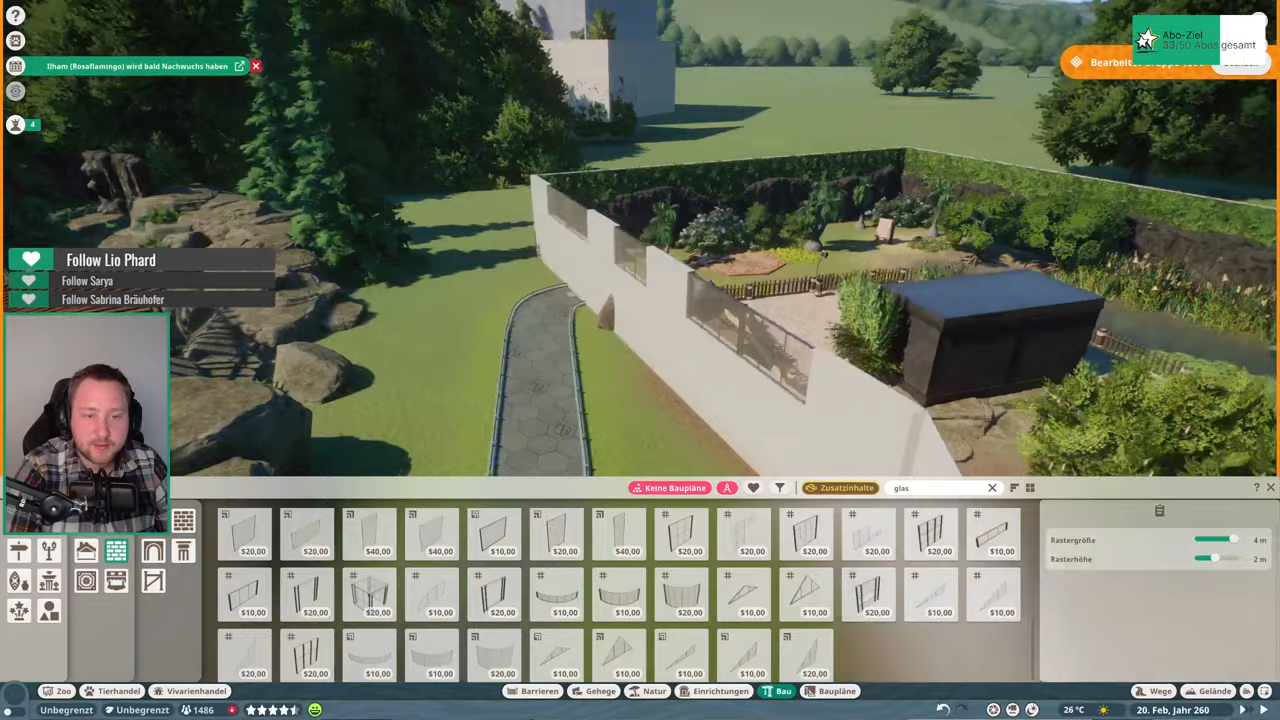 ?
Abo-Ziel
33/50 Abos gesamt
Ilham (Rosaflamingo) wird bald Nachwuchs haben
4
Follow Lio Phard
Follow Sarya
Follow Sabrina Bräuhofer
Keine Baupläne
Zusatzinhalte
glas
?
$20,00 $20,00 $40,00 $40,00 $10,00 $20,00 $40,00 $20,00 $20,00 $20,00 $20,00 $20,00 $10,00
$10,00 $20,00 $20,00 $10,00 $20,00 $10,00 $10,00 $20,00 $10,00 $10,00 $20,00 $10,00 $10,00
$20,00 $20,00 $10,00 $10,00 $20,00 $10,00 $10,00 $10,00 $10,00 $20,00
Rastergröße 4 m
Rasterhöhe 2 m
Zoo Tierhandel Vivarienhandel Barrieren Gehege Natur Einrichtungen Bau Baupläne Wege Gelände
Unbegrenzt Unbegrenzt 1486 26 °C 20. Feb, Jahr 260